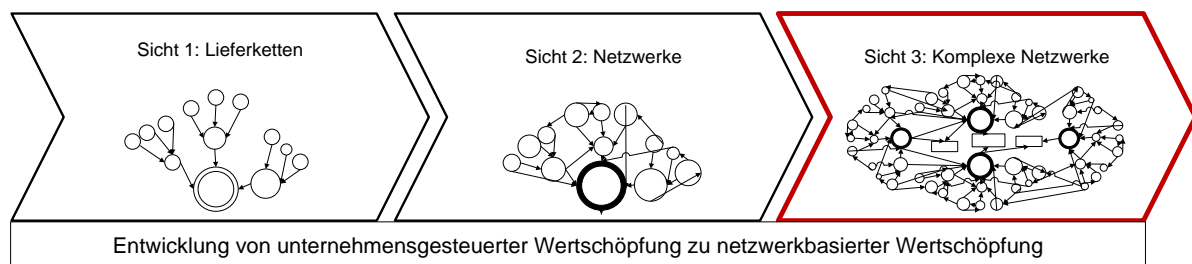 Sicht 1: Lieferketten
Sicht 2: Netzwerke
Sicht 3: Komplexe Netzwerke
Entwicklung von unternehmensgesteuerter Wertschöpfung zu netzwerkbasierter Wertschöpfung